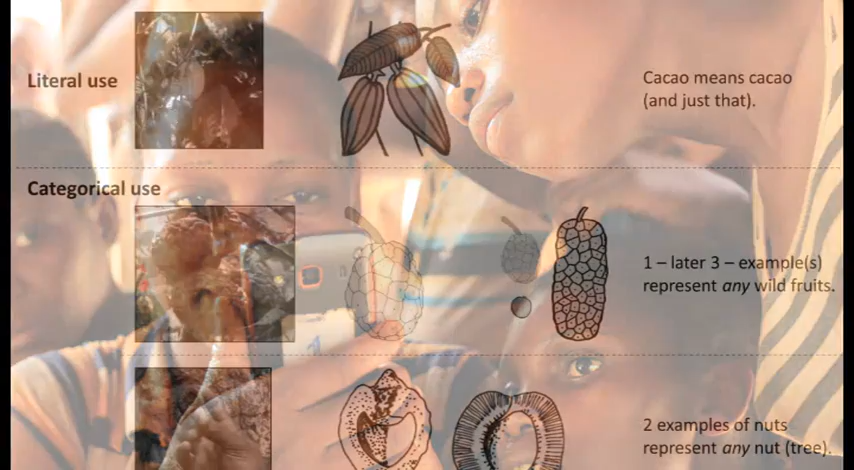 Literal use
Cacao means cacao
(and just that).
Categorical use
1 – later 3 – example(s)
represent any wild fruits.
2 examples of nuts
represent any nut (tree).